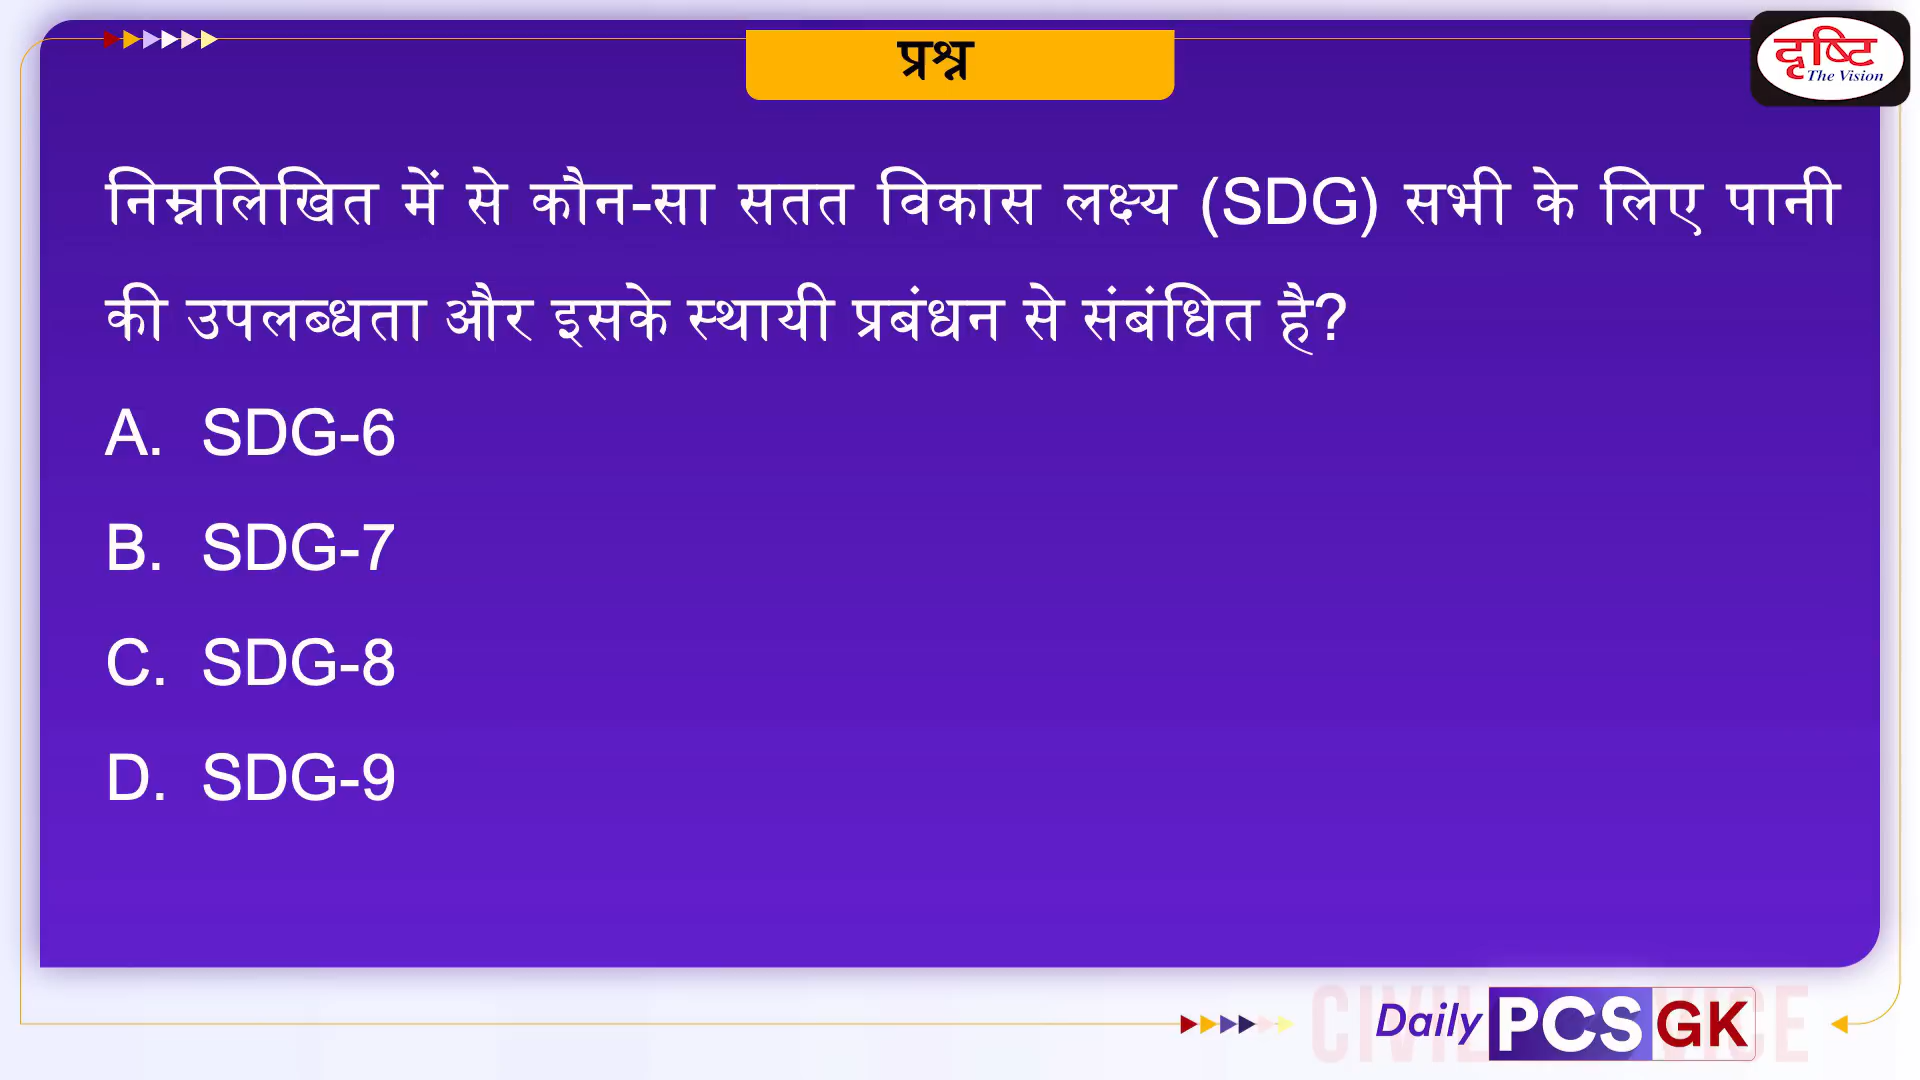 प्रश्न
दृष्टि
The Vision
निम्नलिखित में से कौन-सा सतत विकास लक्ष्य (SDG) सभी के लिए पानी
की उपलब्धता और इसके स्थायी प्रबंधन से संबंधित है?
A. SDG-6
B. SDG-7
C. SDG-8
D. SDG-9
Daily PCS GK